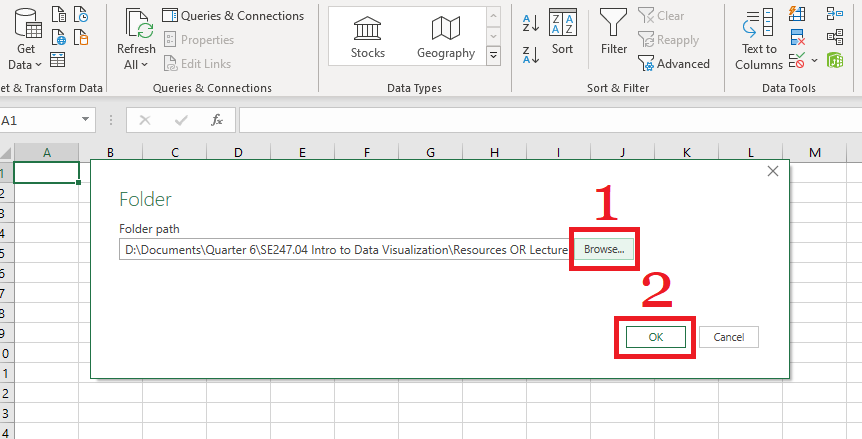 Get
Data
Refresh
All
Queries & Connections
Properties
Edit Links
Stocks
Geography
A
Z
Z
A
Sort
Filter
Clear
Reapply
Advanced
Text to
Columns
et & Transform Data
Queries & Connections
Data Types
Sort & Filter
Data Tools
A1
fx
A B C D E F G H I J K L M
1
2
3
4
5
6
7
8
9
0
1
2
3
4
Folder
Folder path
D:\Documents\Quarter 6\SE247.04 Intro to Data Visualization\Resources OR Lecture
Browse...
1
2
OK
Cancel